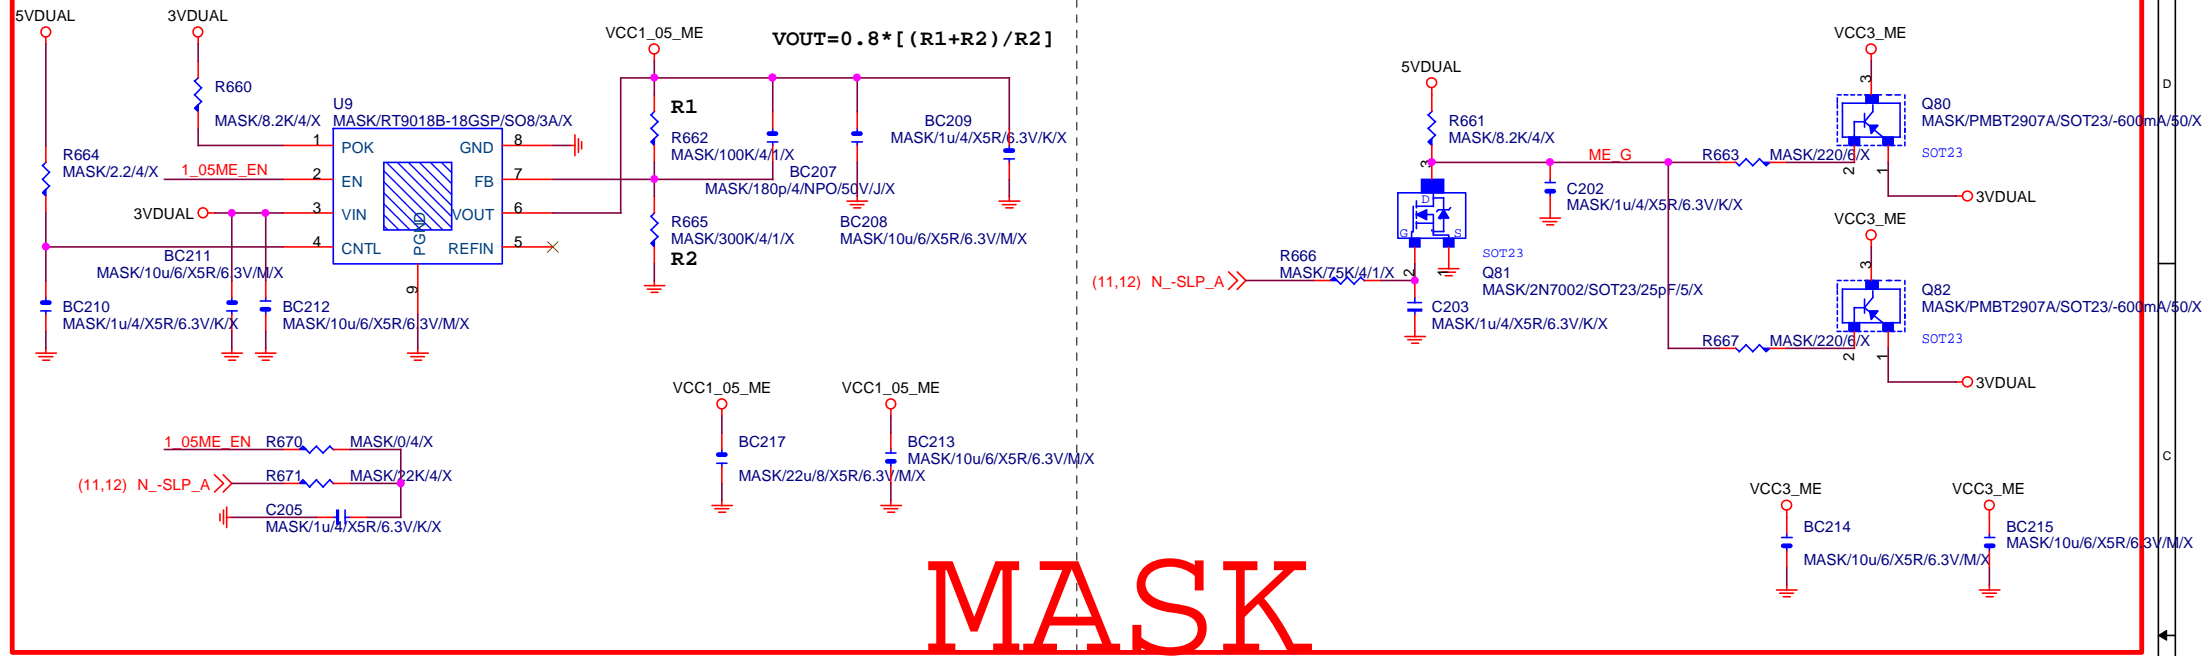 5VDUAL
3VDUAL
VCC1_05_ME
VOUT=0.8*[(R1+R2)/R2]
R660
MASK/8.2K/4/X
U9
MASK/RT9018B-18GSP/SO8/3A/X
R664
MASK/2.2/4/X
1_05ME_EN
3VDUAL
1
POK
2
EN
3
VIN
4
CNTL
GND
8
FB
7
VOUT
6
REFIN
5
PGND
9
R1
R662
MASK/100K/4/1/X
BC207
MASK/180p/4/NPO/50V/J/X
BC209
MASK/1u/4/X5R/6.3V/K/X
R665
MASK/300K/4/1/X
R2
BC208
MASK/10u/6/X5R/6.3V/M/X
BC211
MASK/10u/6/X5R/6.3V/M/X
BC210
MASK/1u/4/X5R/6.3V/K/X
BC212
MASK/10u/6/X5R/6.3V/M/X
1_05ME_EN
R670
MASK/0/4/X
(11,12)
N_-SLP_A
R671
MASK/22K/4/X
C205
MASK/1u/4/X5R/6.3V/K/X
VCC1_05_ME
BC217
MASK/22u/8/X5R/6.3V/M/X
VCC1_05_ME
BC213
MASK/10u/6/X5R/6.3V/M/X
5VDUAL
R661
MASK/8.2K/4/X
3
ME_G
C202
MASK/1u/4/X5R/6.3V/K/X
D
G
S
2
1
SOT23
Q81
MASK/2N7002/SOT23/25pF/5/X
(11,12)
N_-SLP_A
R666
MASK/75K/4/1/X
C203
MASK/1u/4/X5R/6.3V/K/X
VCC3_ME
3
Q80
MASK/PMBT2907A/SOT23/-600mA/50/X
SOT23
R663
MASK/220/6/X
2
1
3VDUAL
VCC3_ME
3
Q82
MASK/PMBT2907A/SOT23/-600mA/50/X
SOT23
R667
MASK/220/6/X
2
1
3VDUAL
VCC3_ME
BC214
MASK/10u/6/X5R/6.3V/M/X
VCC3_ME
BC215
MASK/10u/6/X5R/6.3V/M/X
D
C
MASK